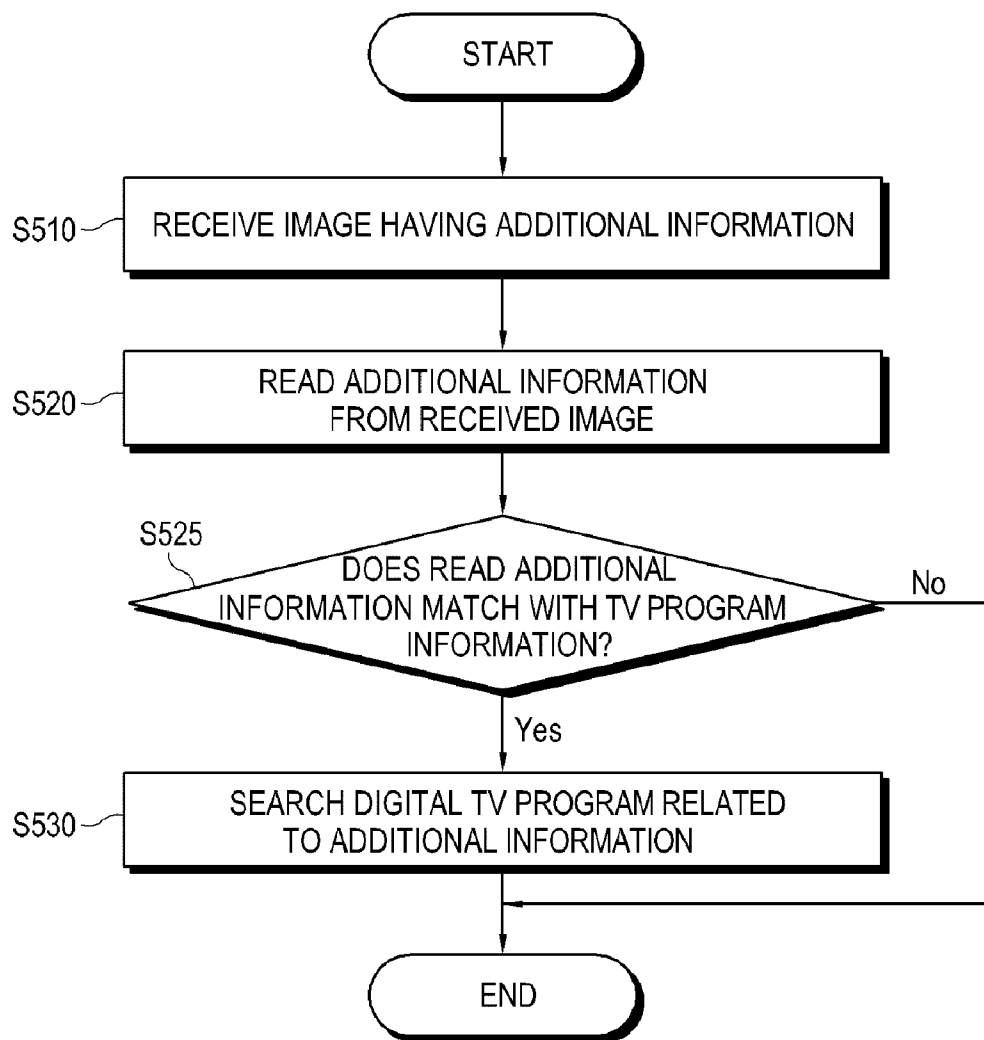 START
S510
RECEIVE IMAGE HAVING ADDITIONAL INFORMATION
S520
READ ADDITIONAL INFORMATION
FROM RECEIVED IMAGE
S525
DOES READ ADDITIONAL
INFORMATION MATCH WITH TV PROGRAM
INFORMATION?
No
Yes
S530
SEARCH DIGITAL TV PROGRAM RELATED
TO ADDITIONAL INFORMATION
END